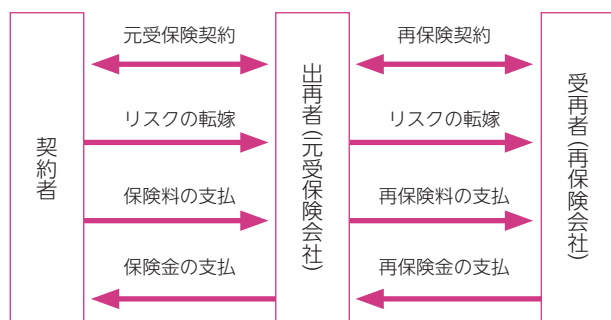 契約者
元受保険契約
リスクの転嫁
保険料の支払
保険金の支払
出再者(元受保険会社)
再保険契約
リスクの転嫁
再保険料の支払
再保険金の支払
受再者(再保険会社)